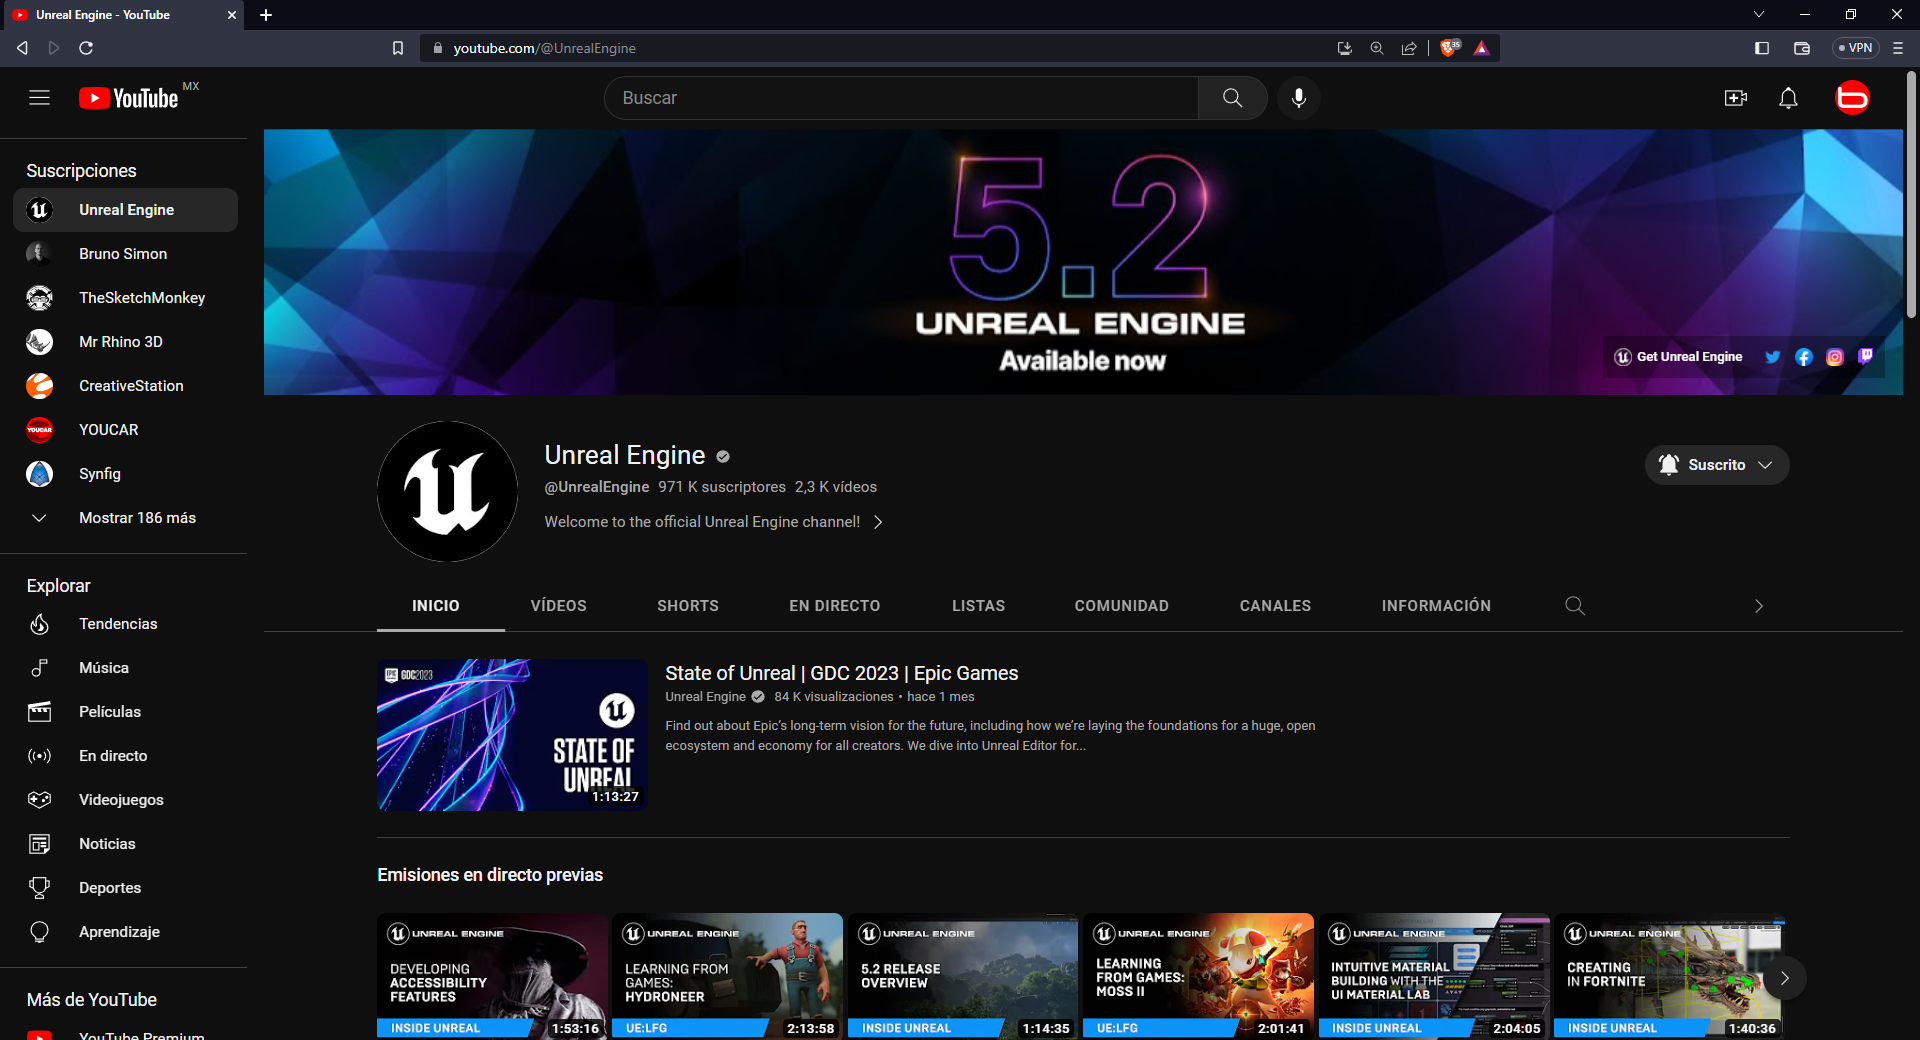 Unreal Engine - YouTube
youtube.com/@UnrealEngine
35
VPN
YouTube MX
Buscar
Suscripciones
Unreal Engine
Bruno Simon
TheSketchMonkey
Mr Rhino 3D
CreativeStation
YOUCAR
YOUCAR
Synfig
Mostrar 186 más
Explorar
Tendencias
Música
Películas
En directo
Videojuegos
Noticias
Deportes
Aprendizaje
Más de YouTube
YouTube Premium
5.2
UNREAL ENGINE
Available now
Get Unreal Engine
Unreal Engine
@UnrealEngine 971 K suscriptores 2,3 K vídeos
Welcome to the official Unreal Engine channel!
Suscrito
INICIO VÍDEOS SHORTS EN DIRECTO LISTAS COMUNIDAD CANALES INFORMACIÓN
EPIC GDC2023
STATE OF
UNREAL
1:13:27
State of Unreal | GDC 2023 | Epic Games
Unreal Engine 84 K visualizaciones • hace 1 mes
Find out about Epic’s long-term vision for the future, including how we’re laying the foundations for a huge, open
ecosystem and economy for all creators. We dive into Unreal Editor for...
Emisiones en directo previas
UNREAL ENGINE
DEVELOPING
ACCESSIBILITY
FEATURES
INSIDE UNREAL
1:53:16
UNREAL ENGINE
LEARNING FROM
GAMES:
HYDRONEER
UE:LFG
2:13:58
UNREAL ENGINE
5.2 RELEASE
OVERVIEW
INSIDE UNREAL
1:14:35
UNREAL ENGINE
LEARNING
FROM GAMES:
MOSS II
UE:LFG
2:01:41
UNREAL ENGINE
INTUITIVE MATERIAL
BUILDING WITH THE
UI MATERIAL LAB
INSIDE UNREAL
2:04:05
UNREAL ENGINE
CREATING
IN FORTNITE
INSIDE UNREAL
1:40:36